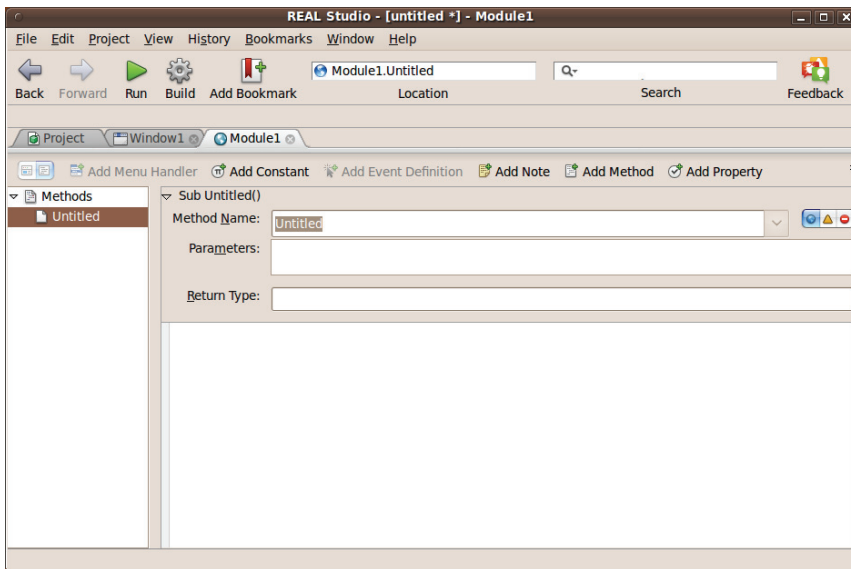 REAL Studio - [untitled *] - Module1
File Edit Project View History Bookmarks Window Help
Module1.Untitled
Back Forward Run Build Add Bookmark Location Search Feedback
Project Window1 Module1
Add Menu Handler Add Constant Add Event Definition Add Note Add Method Add Property
Methods
Untitled
Sub Untitled()
Method Name: Untitled
Parameters:
Return Type: